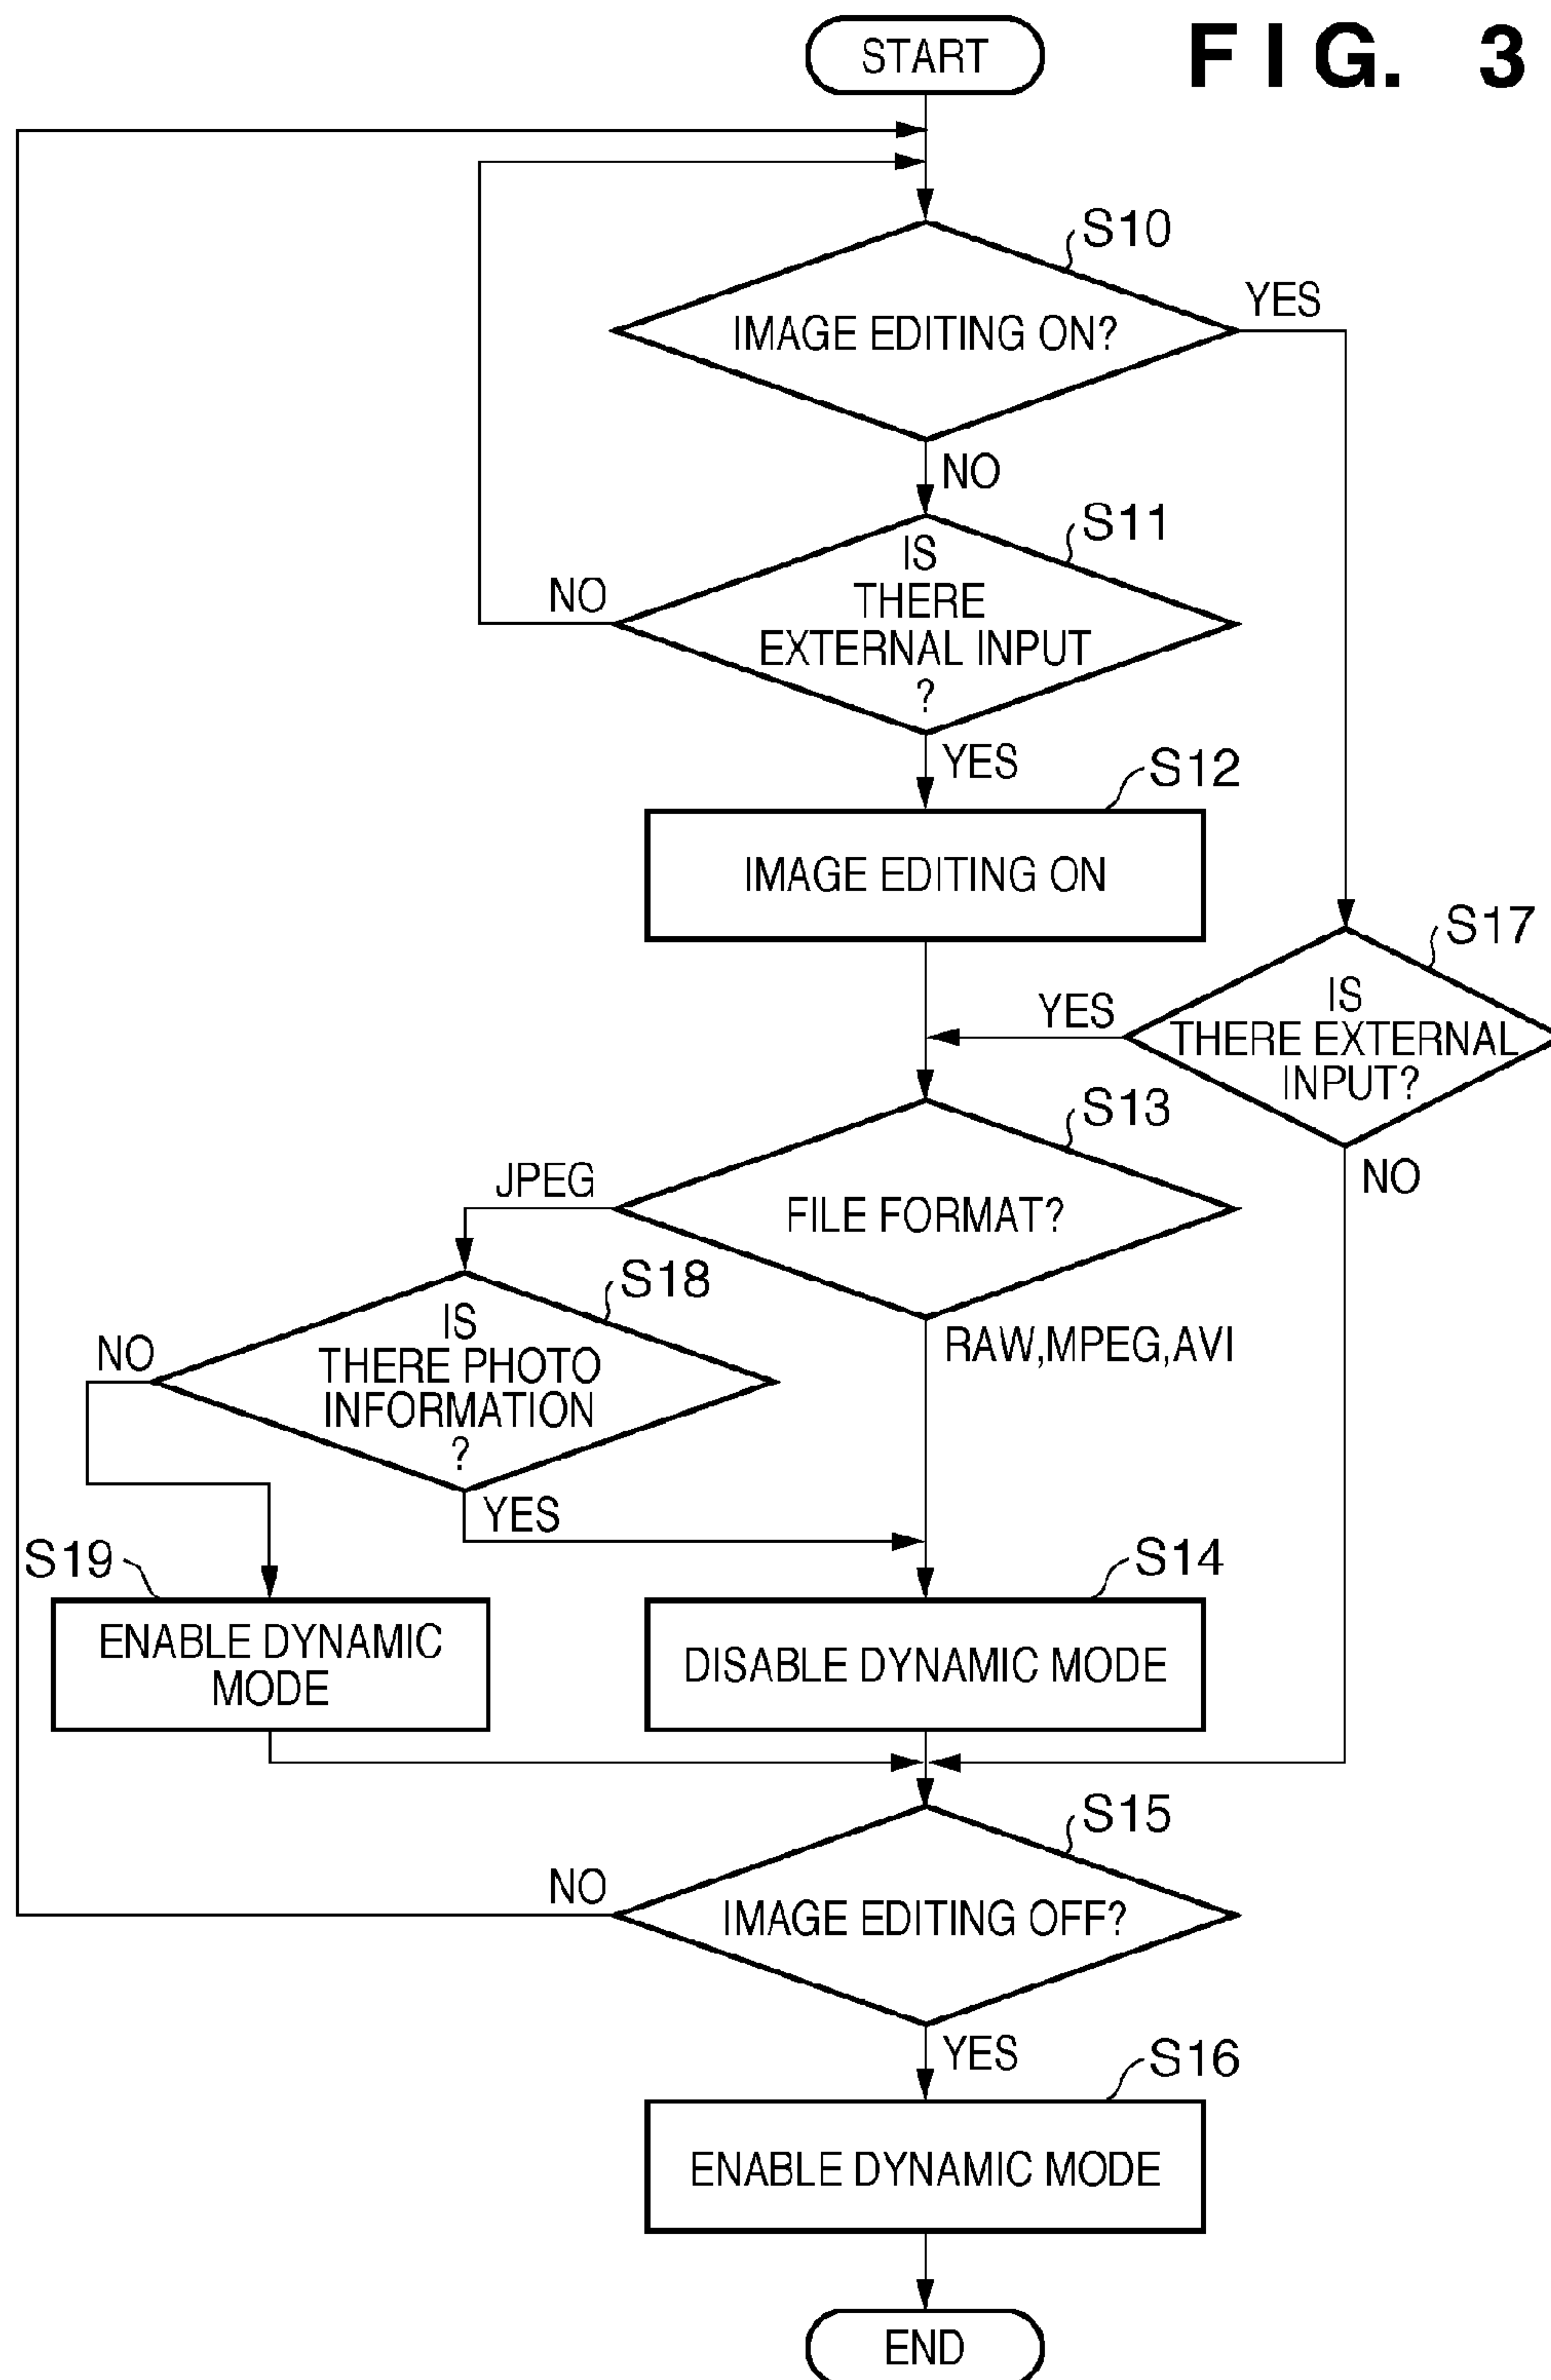 START
FIG. 3
S10
YES
IMAGE EDITING ON?
NO
S11
IS
THERE
EXTERNAL INPUT
?
NO
YES
S12
IMAGE EDITING ON
S17
IS
THERE EXTERNAL
INPUT?
YES
NO
S13
JPEG
FILE FORMAT?
RAW,MPEG,AVI
S18
IS
THERE PHOTO
INFORMATION
?
NO
YES
S19
ENABLE DYNAMIC
MODE
S14
DISABLE DYNAMIC MODE
S15
NO
IMAGE EDITING OFF?
YES
S16
ENABLE DYNAMIC MODE
END